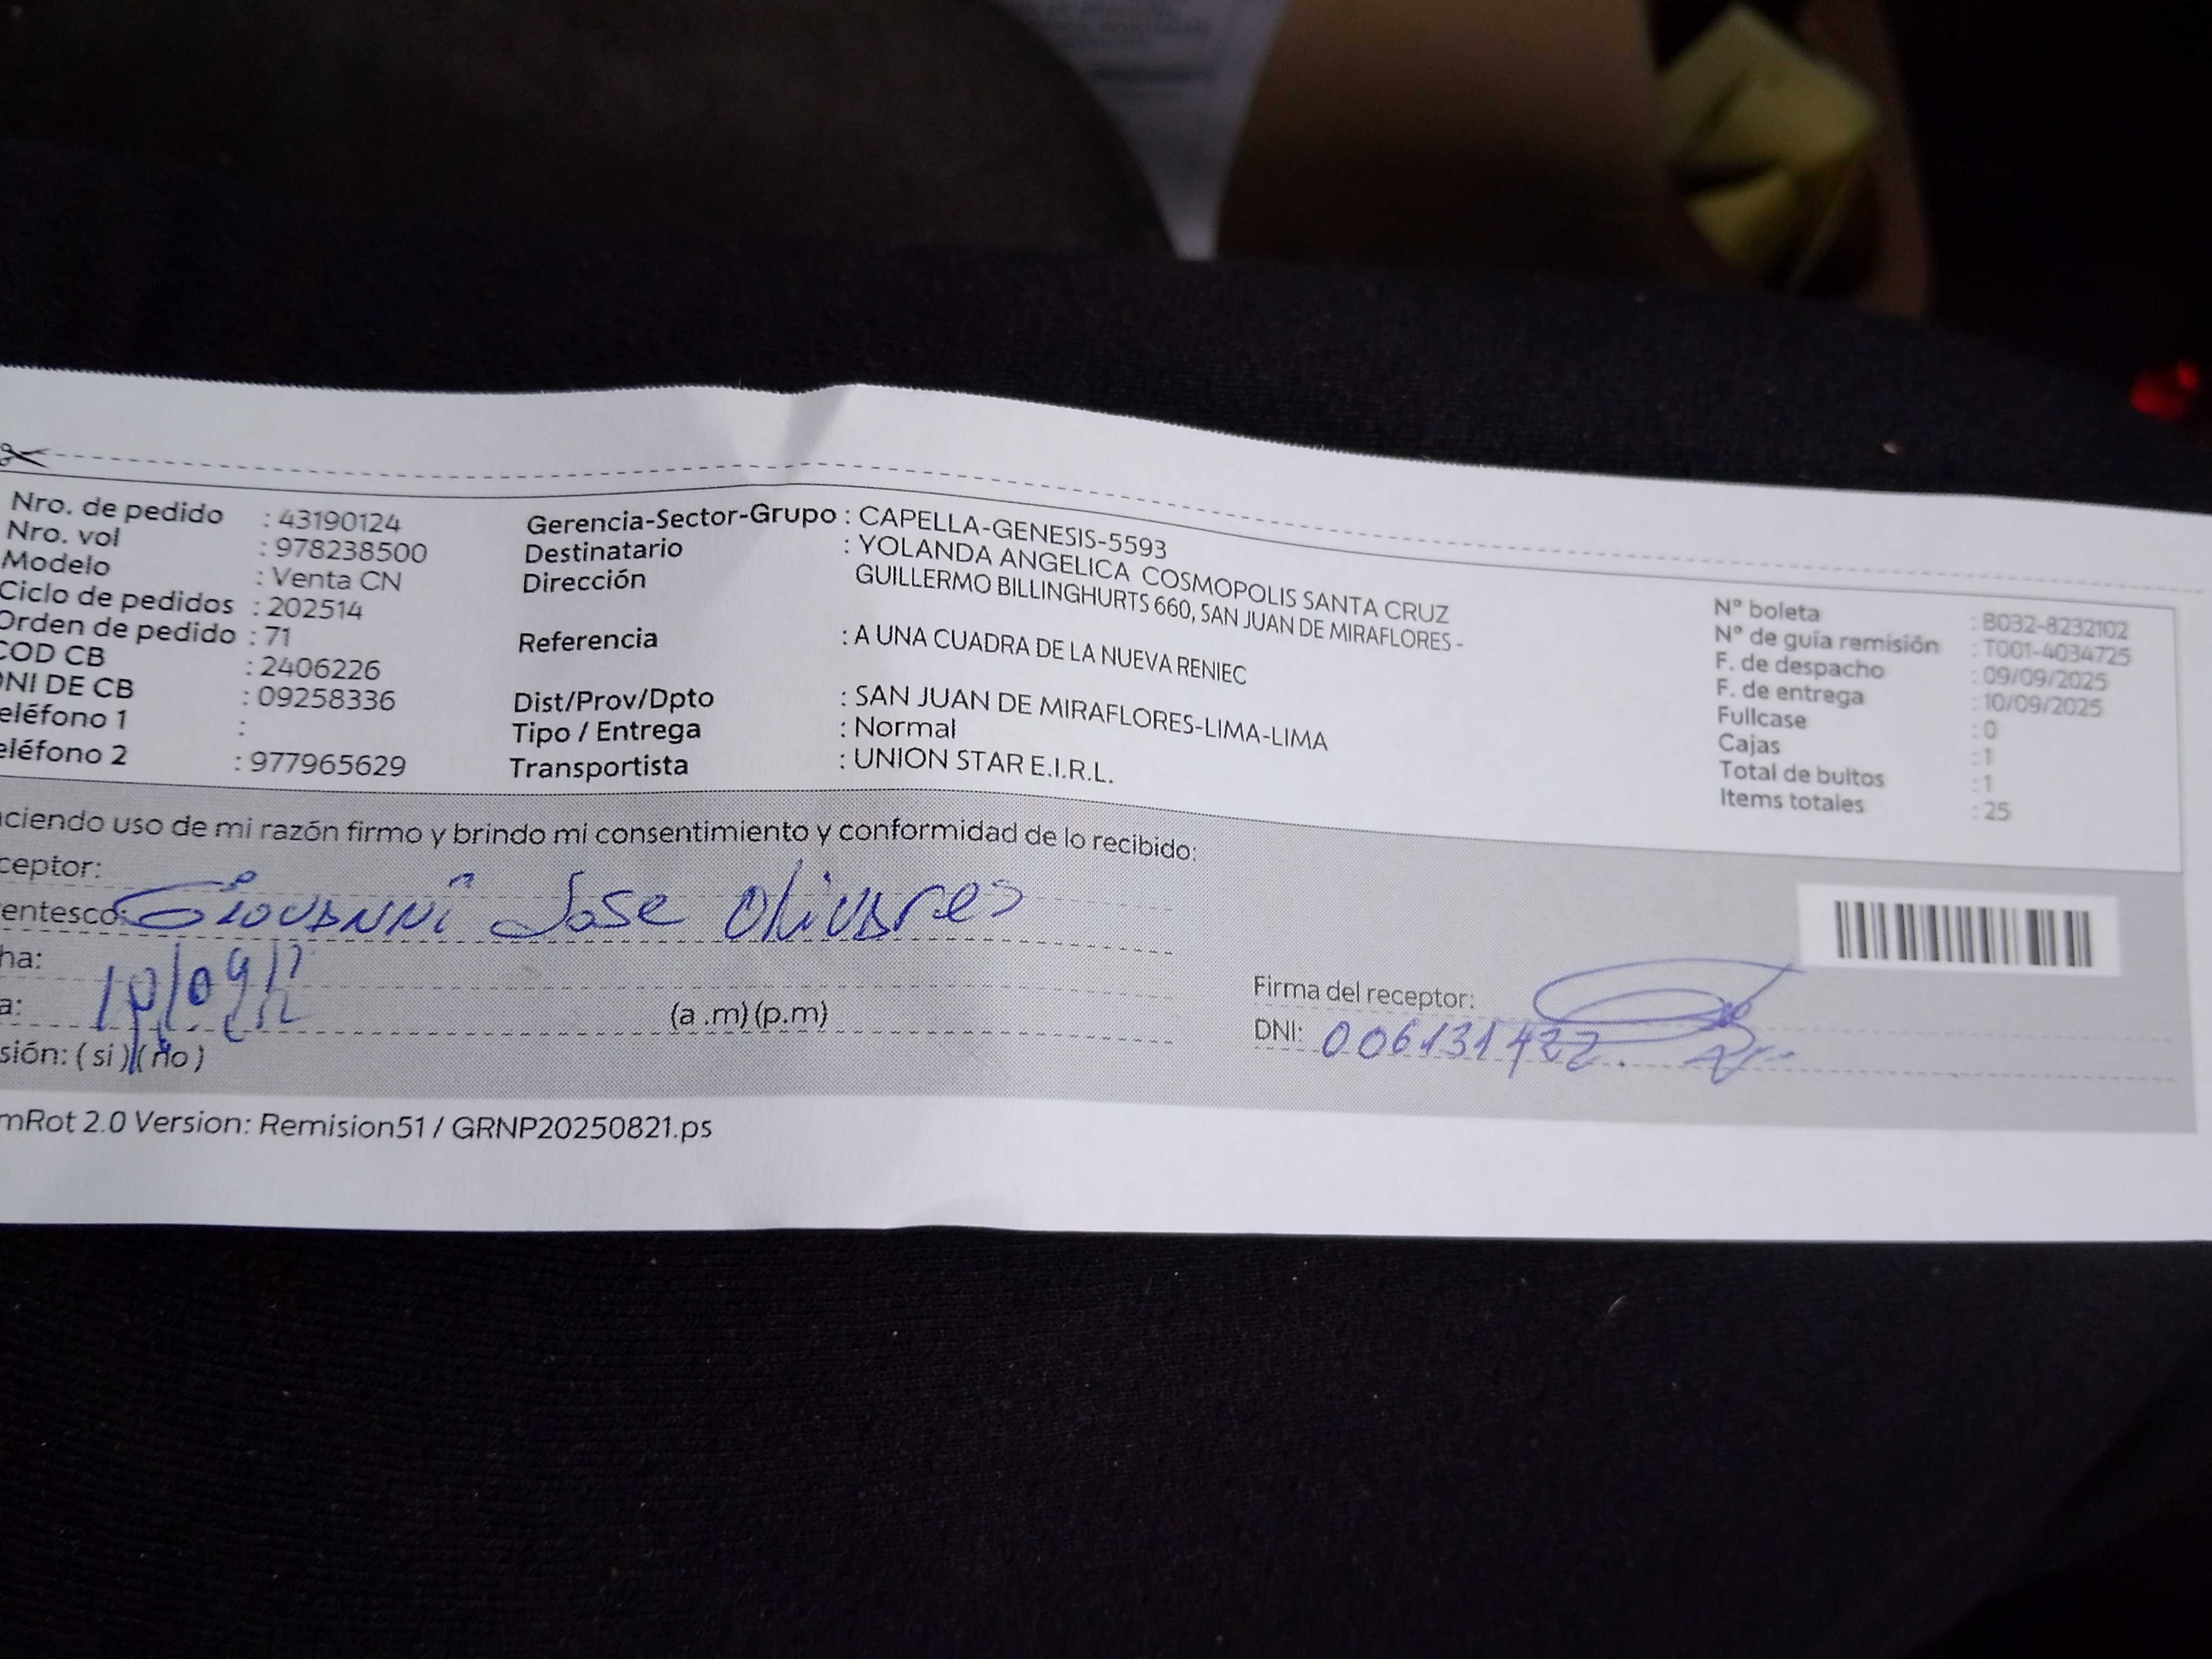 Nro. de pedido : 43190124
Nro. vol : 978238500
Modelo : Venta CN
Ciclo de pedidos : 202514
Orden de pedido : 71
COD CB : 2406226
DNI DE CB : 09258336
eléfono 1 :
eléfono 2 : 977965629
Gerencia-Sector-Grupo : CAPELLA-GENESIS-5593
Destinatario : YOLANDA ANGELICA COSMOPOLIS SANTA CRUZ
Dirección GUILLERMO BILLINGHURTS 660, SAN JUAN DE MIRAFLORES -
Referencia : A UNA CUADRA DE LA NUEVA RENIEC
Dist/Prov/Dpto : SAN JUAN DE MIRAFLORES-LIMA-LIMA
Tipo / Entrega : Normal
Transportista : UNION STAR E.I.R.L.
N° boleta : B032-8232102
N° de guía remisión : T001-4034725
F. de despacho : 09/09/2025
F. de entrega : 10/09/2025
Fullcase : 0
Cajas : 1
Total de bultos : 1
Items totales : 25
aciendo uso de mi razón firmo y brindo mi consentimiento y conformidad de lo recibido:
ceptor:
entesco: Giovanni Jose Olivares
ha: 10/09/
a: (a .m) (p.m)
sión: ( si ) ( no )
Firma del receptor:
DNI: 006131422.
mRot 2.0 Version: Remision51 / GRNP20250821.ps